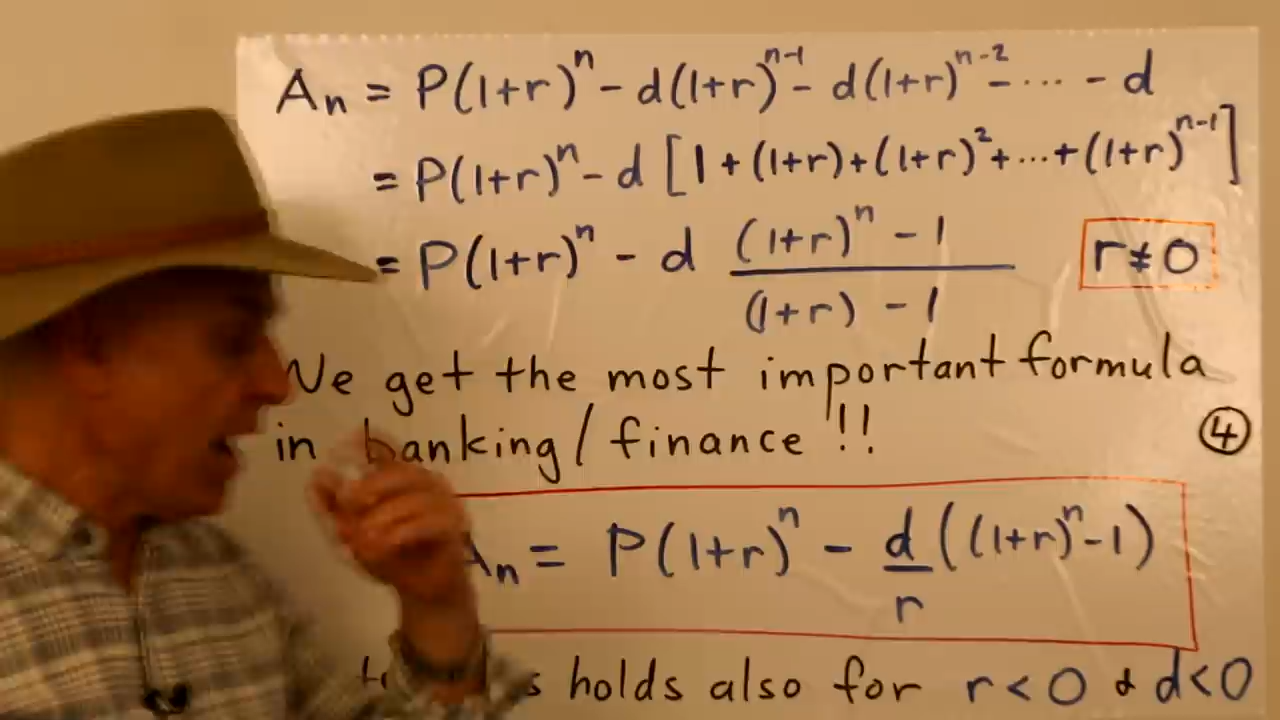 Aₙ = P(1+r)ⁿ - d(1+r)ⁿ⁻¹ - d(1+r)ⁿ⁻² - ... - d
= P(1+r)ⁿ - d [1 + (1+r) + (1+r)² + ... + (1+r)ⁿ⁻¹]
= P(1+r)ⁿ - d ((1+r)ⁿ - 1) / ((1+r) - 1) r ≠ 0
We get the most important formula
in banking / finance !! ④
Aₙ = P(1+r)ⁿ - d/r ((1+r)ⁿ - 1)
holds also for r < 0 & d < 0